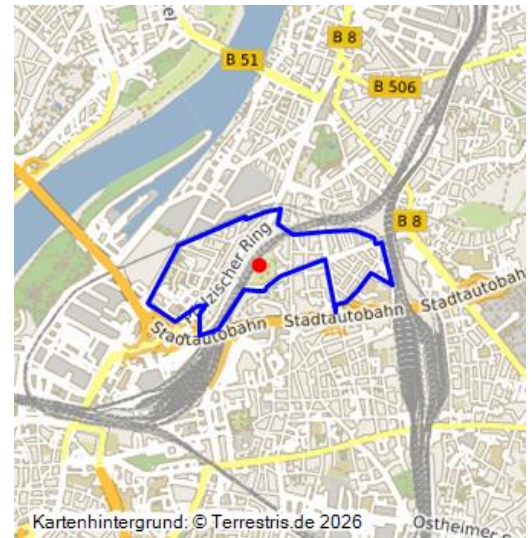 B 8
B 51
B 506
B 8
zischer Ring
Stadtautobahn
Stadtautobahn
Stadtautobahn
Kartenhintergrund: © Terrestris.de 2026
Ostheimer S